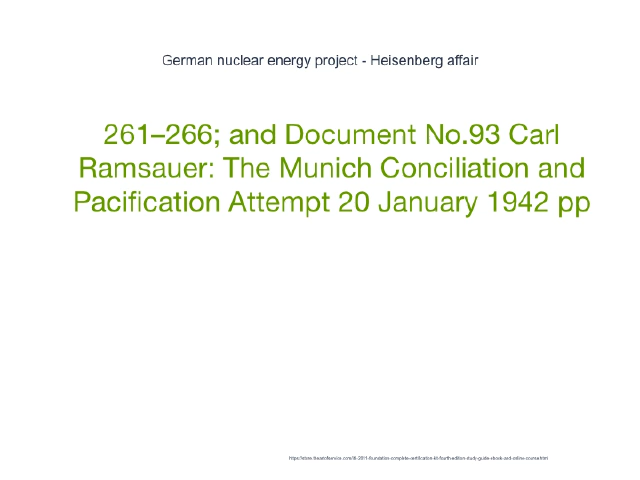 German nuclear energy project - Heisenberg affair
261–266; and Document No.93 Carl
Ramsauer: The Munich Conciliation and
Pacification Attempt 20 January 1942 pp